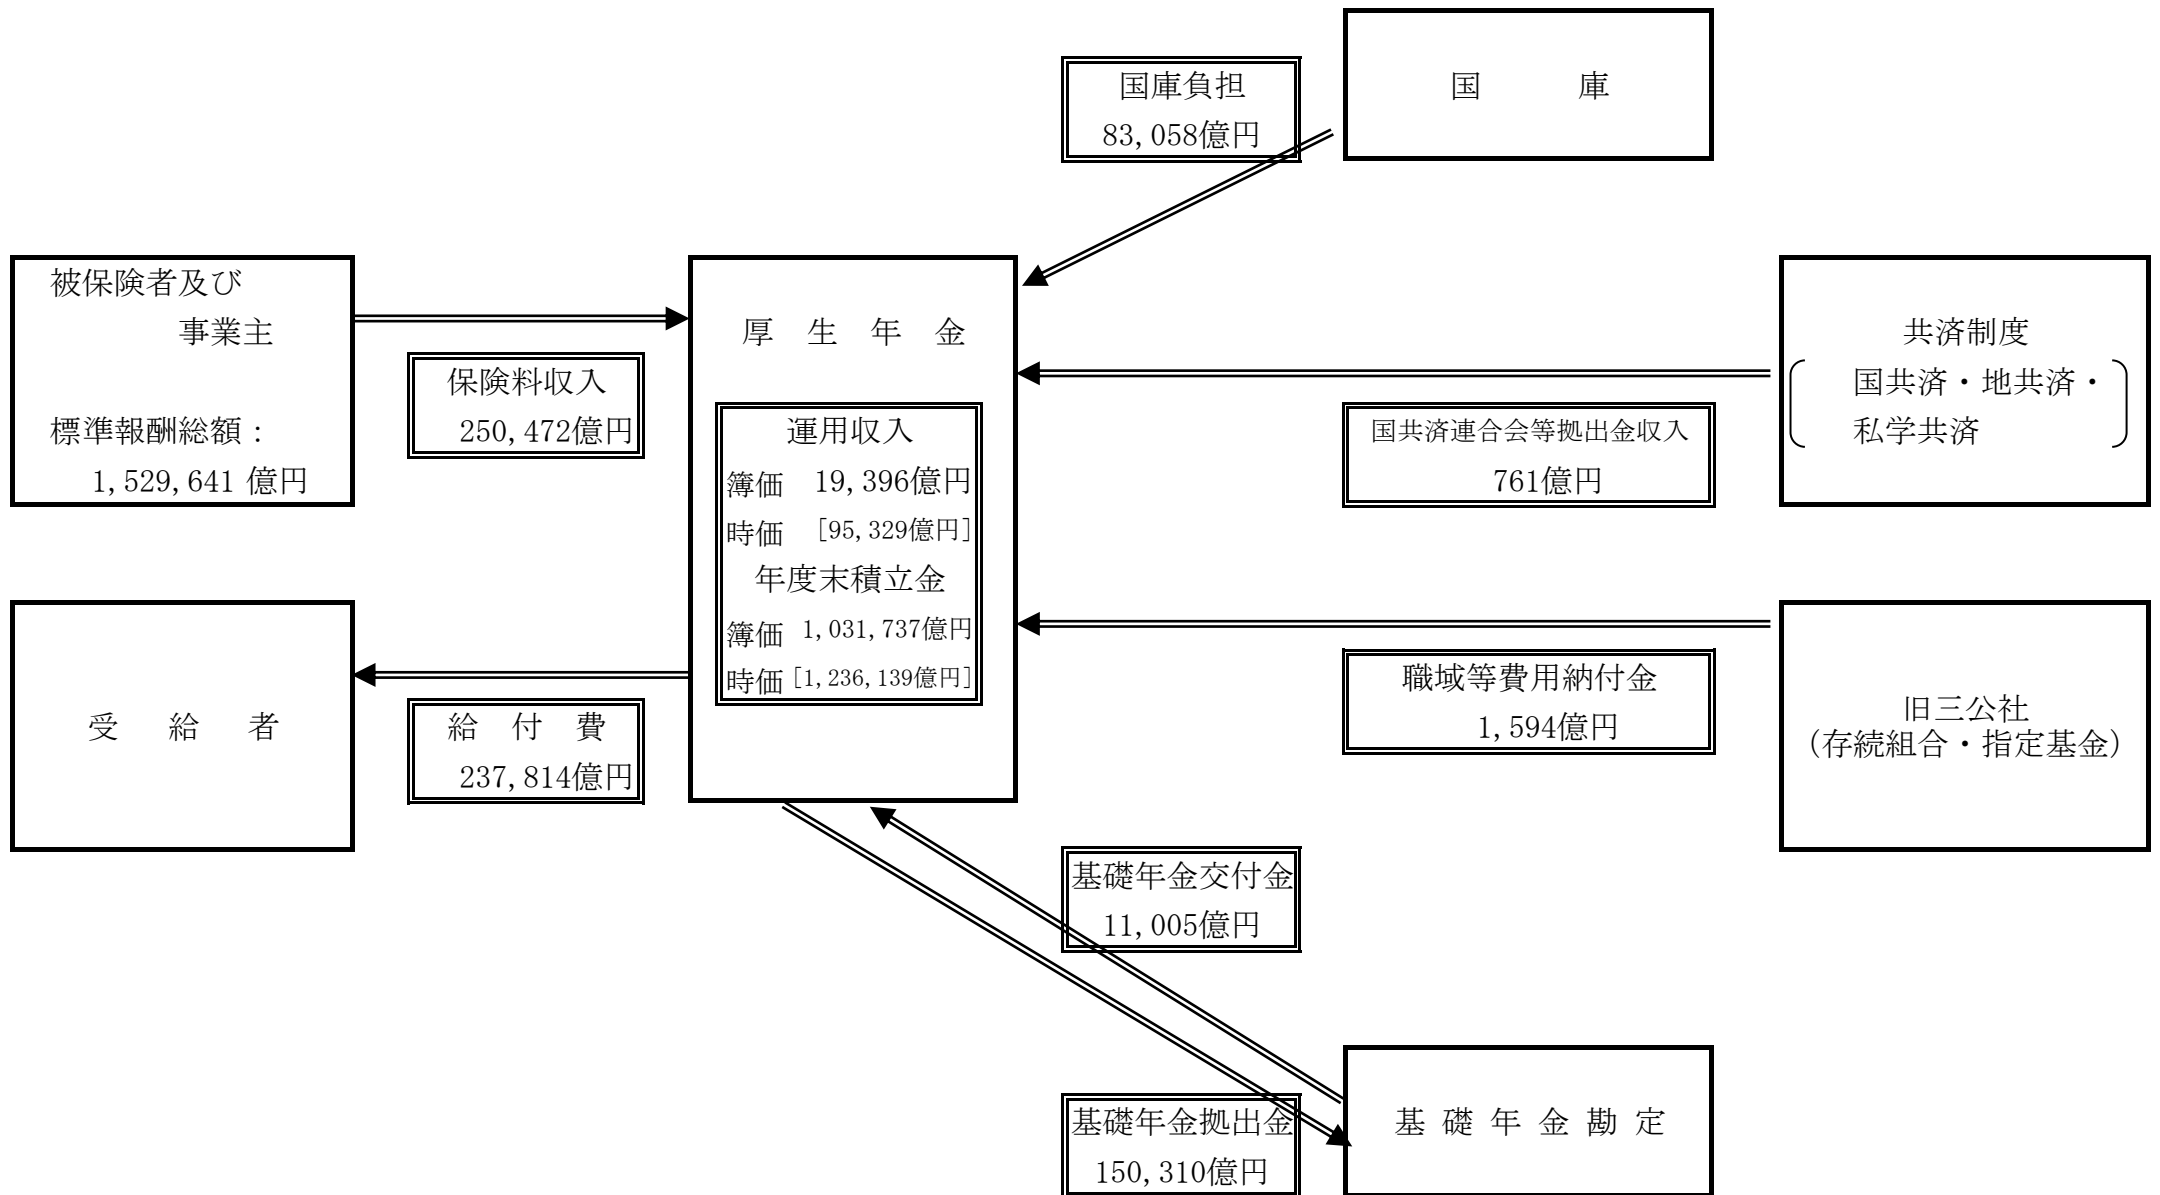 国　庫
国庫負担
83,058億円
被保険者及び
事業主
標準報酬総額：
1,529,641 億円
保険料収入
250,472億円
厚　生　年　金
運用収入
簿価　19,396億円
時価　[95,329億円]
年度末積立金
簿価　1,031,737億円
時価 [1,236,139億円]
国共済連合会等拠出金収入
761億円
共済制度
国共済・地共済・
私学共済
受　給　者
給　付　費
237,814億円
職域等費用納付金
1,594億円
旧三公社
（存続組合・指定基金）
基礎年金交付金
11,005億円
基礎年金拠出金
150,310億円
基 礎 年 金 勘 定